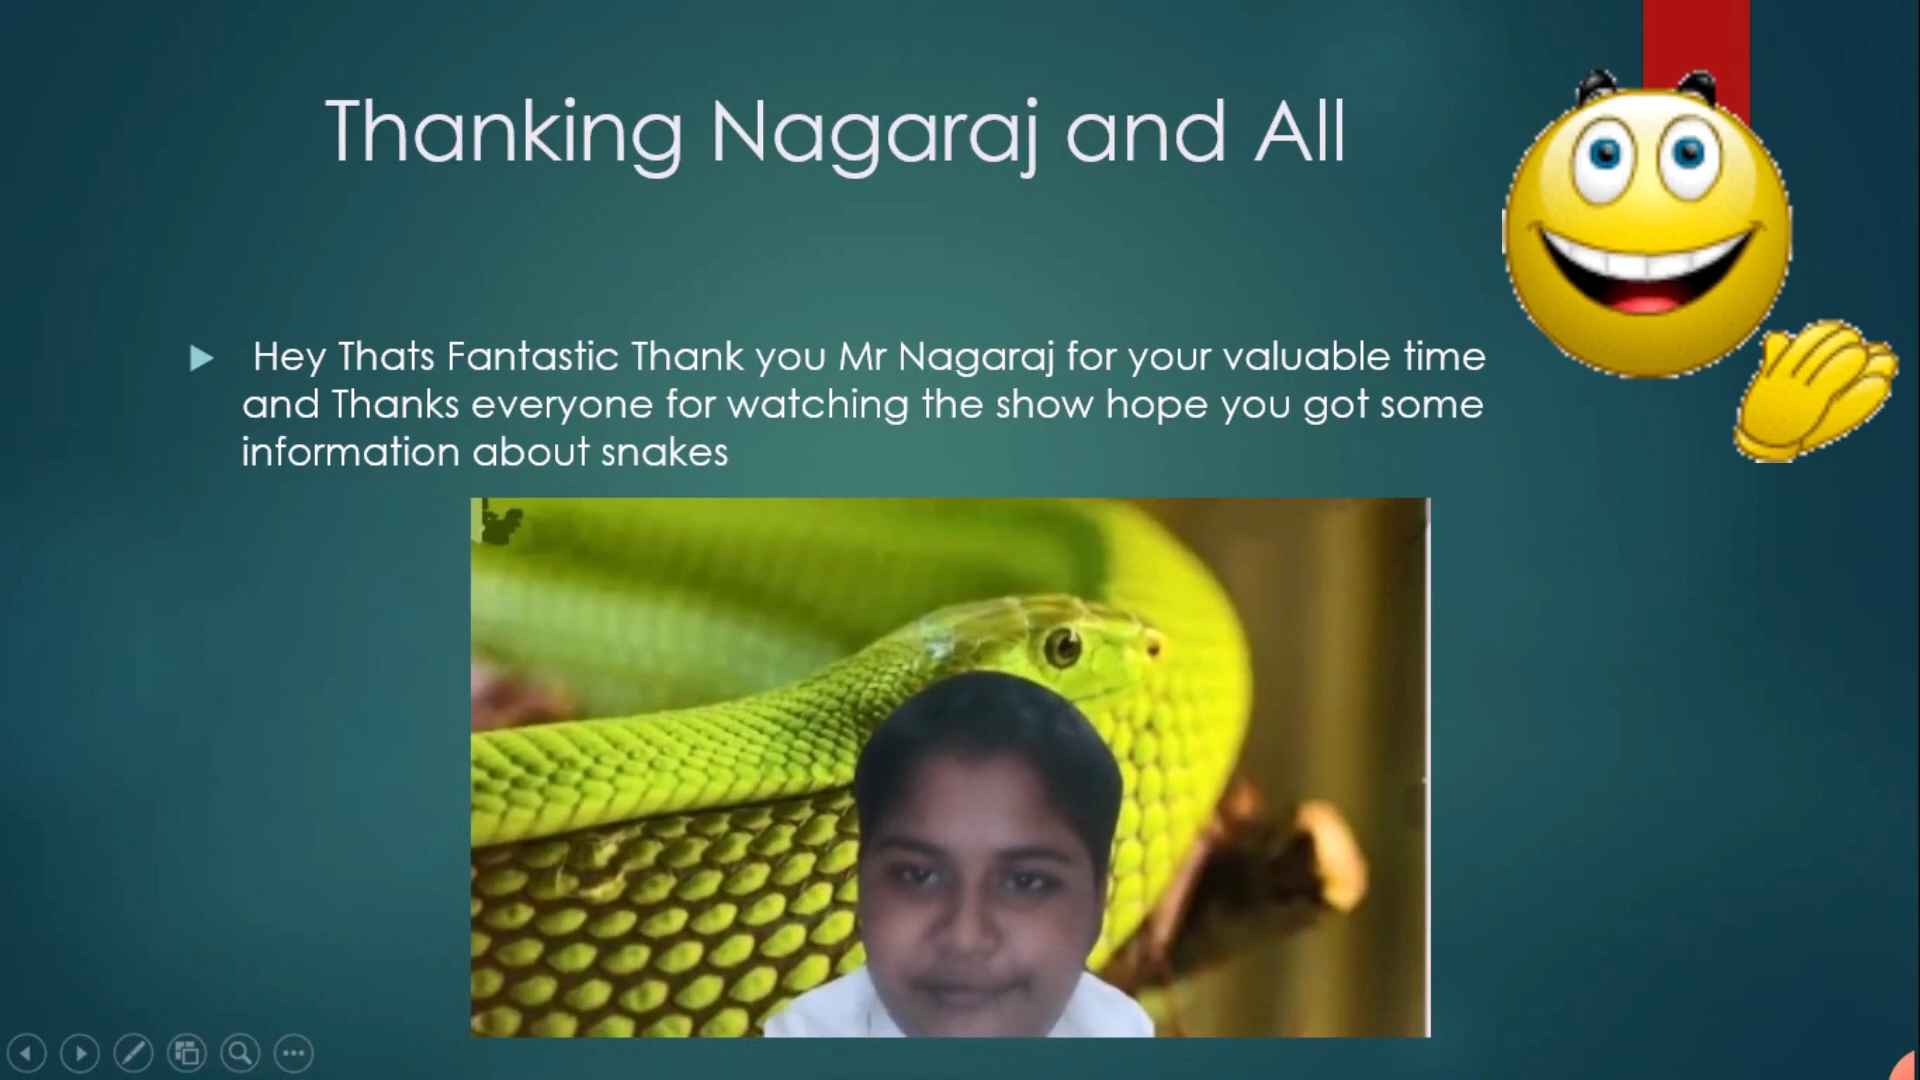 Thanking Nagaraj and All
Hey Thats Fantastic Thank you Mr Nagaraj for your valuable time
and Thanks everyone for watching the show hope you got some
information about snakes